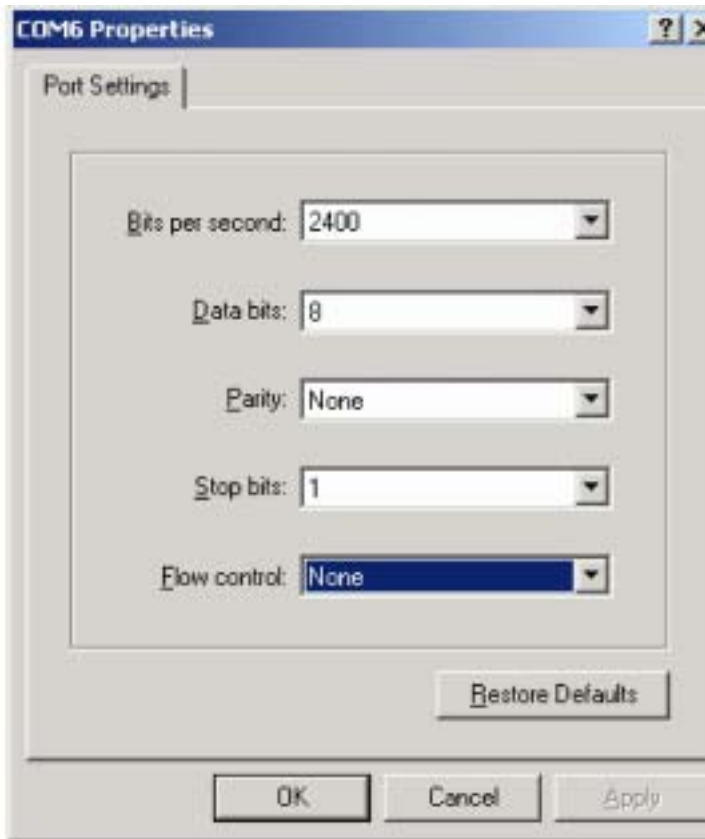 COM6 Properties
Port Settings
Bits per second: 2400
Data bits: 8
Parity: None
Stop bits: 1
Flow control: None
Restore Defaults
OK Cancel Apply